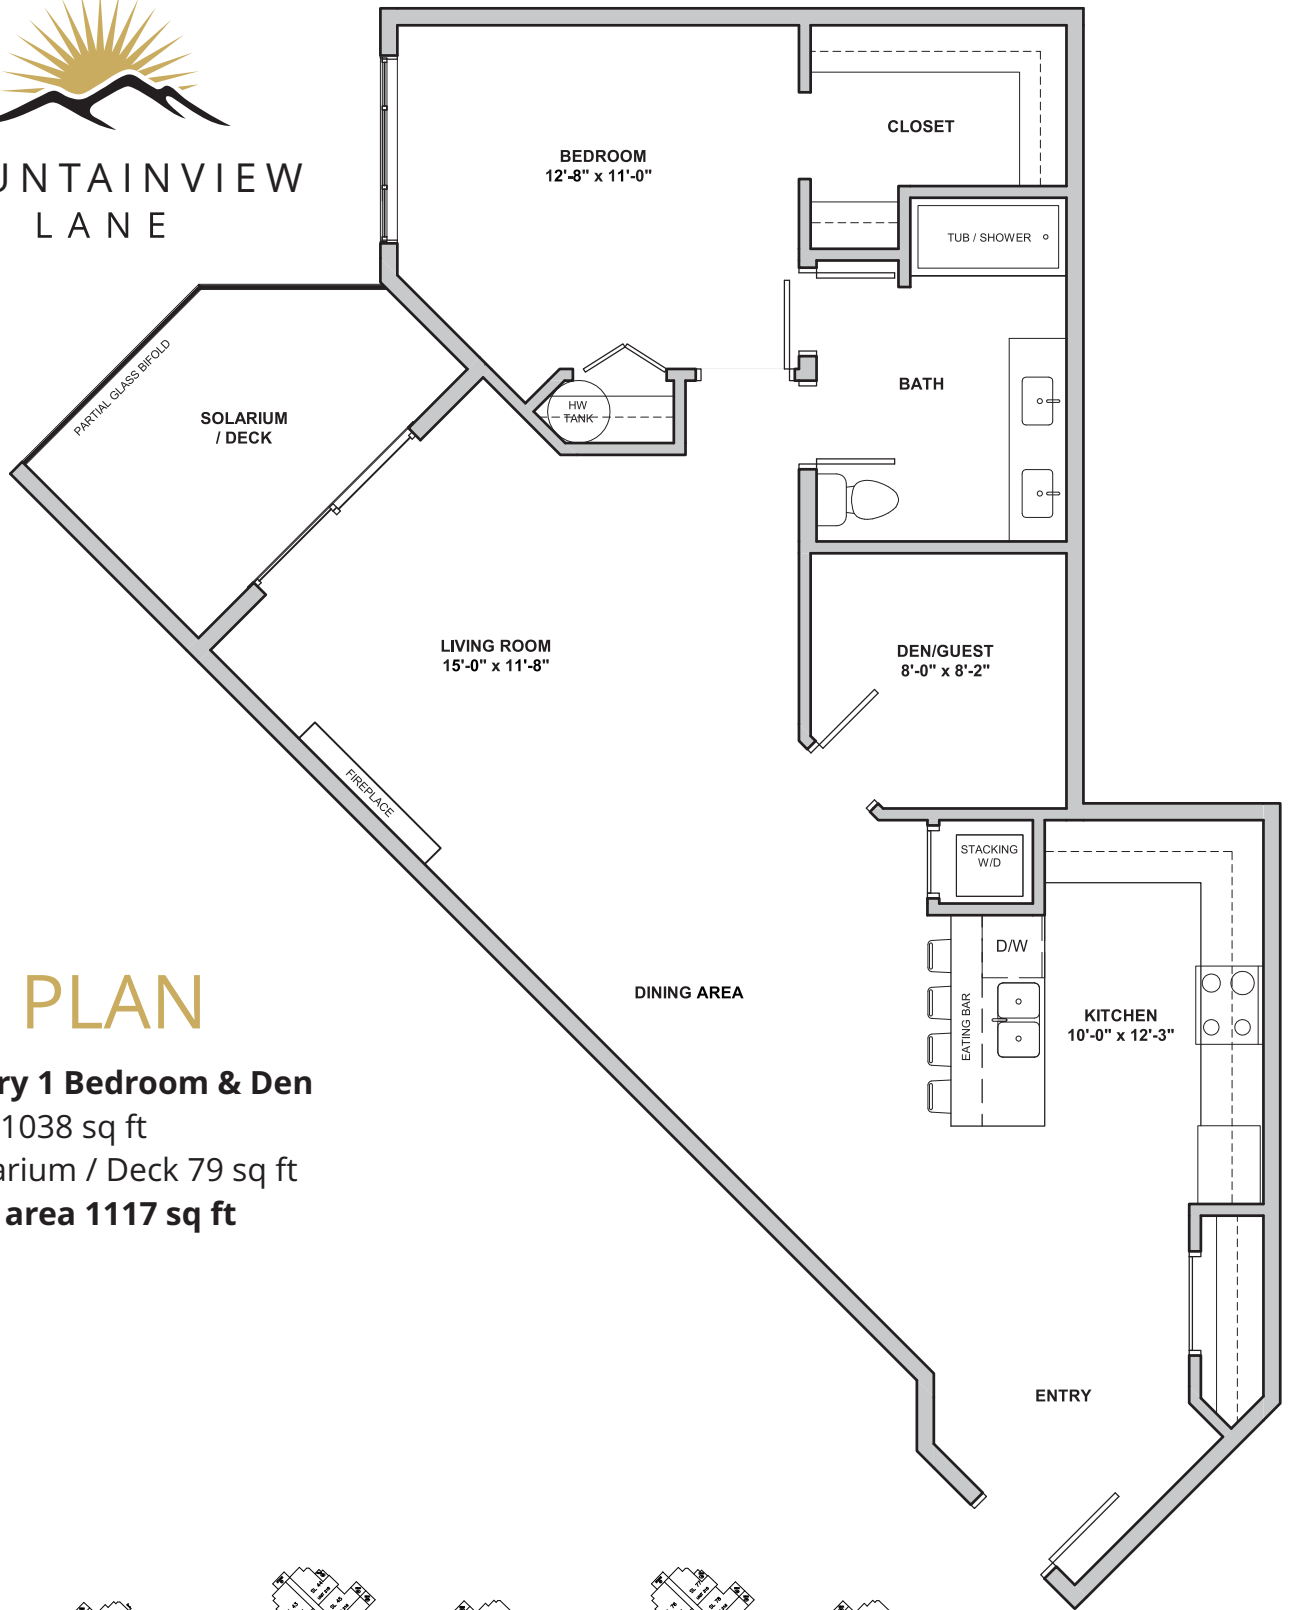 UNTAINVIEW
LANE
BEDROOM
12'-8" x 11'-0"
CLOSET
TUB / SHOWER
PARTIAL GLASS BIFOLD
SOLARIUM
/ DECK
HW
TANK
BATH
LIVING ROOM
15'-0" x 11'-8"
DEN/GUEST
8'-0" x 8'-2"
FIREPLACE
STACKING
W/D
D/W
EATING BAR
DINING AREA
KITCHEN
10'-0" x 12'-3"
ENTRY
PLAN
ry 1 Bedroom & Den
1038 sq ft
arium / Deck 79 sq ft
area 1117 sq ft